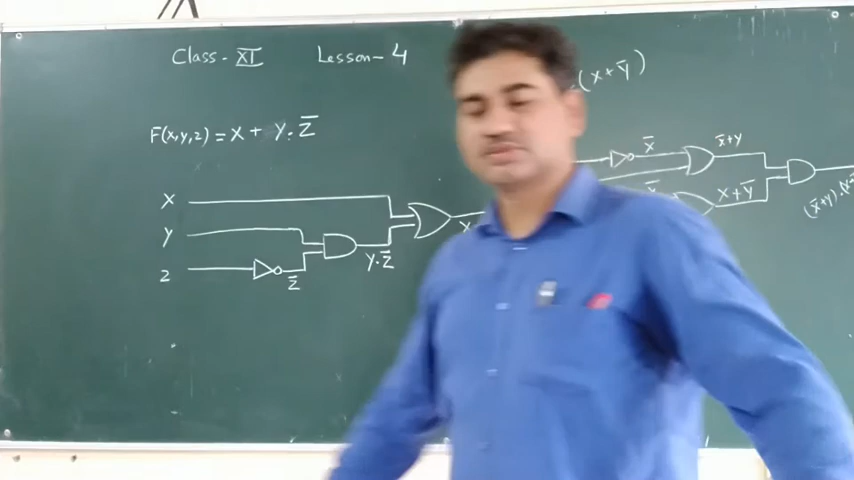 Class - XI Lesson - 4
(x+ȳ)
F(x,y,z) = x + y.z̄
x̄ x̄+y
x
x̄ x+ȳ
y
y.z̄
z z̄